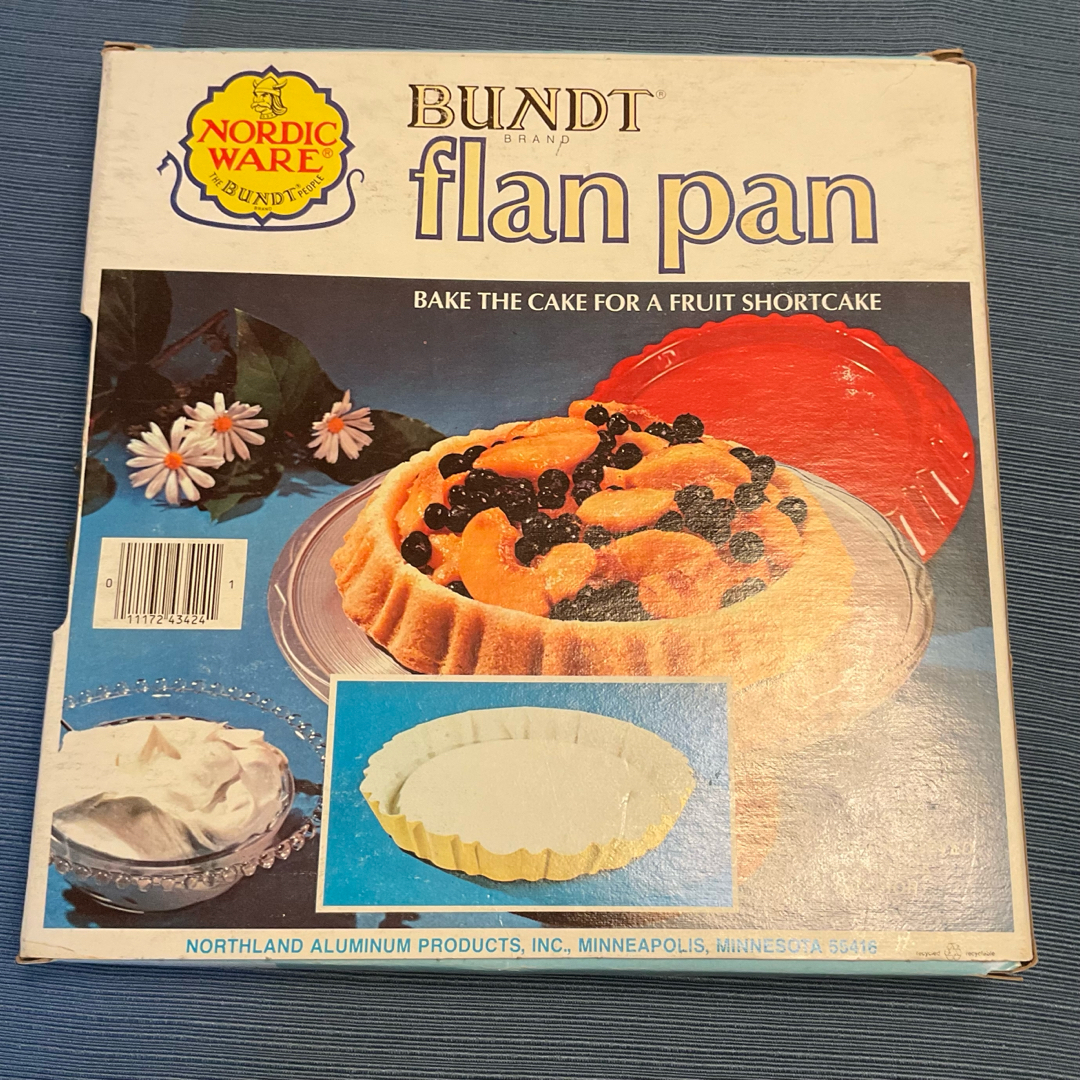 NORDIC
WARE®
THE BUNDT® PEOPLE
BRAND
BUNDT®
BRAND
flan pan
BAKE THE CAKE FOR A FRUIT SHORTCAKE
0 11172 43424 1
NORTHLAND ALUMINUM PRODUCTS, INC., MINNEAPOLIS, MINNESOTA 55416